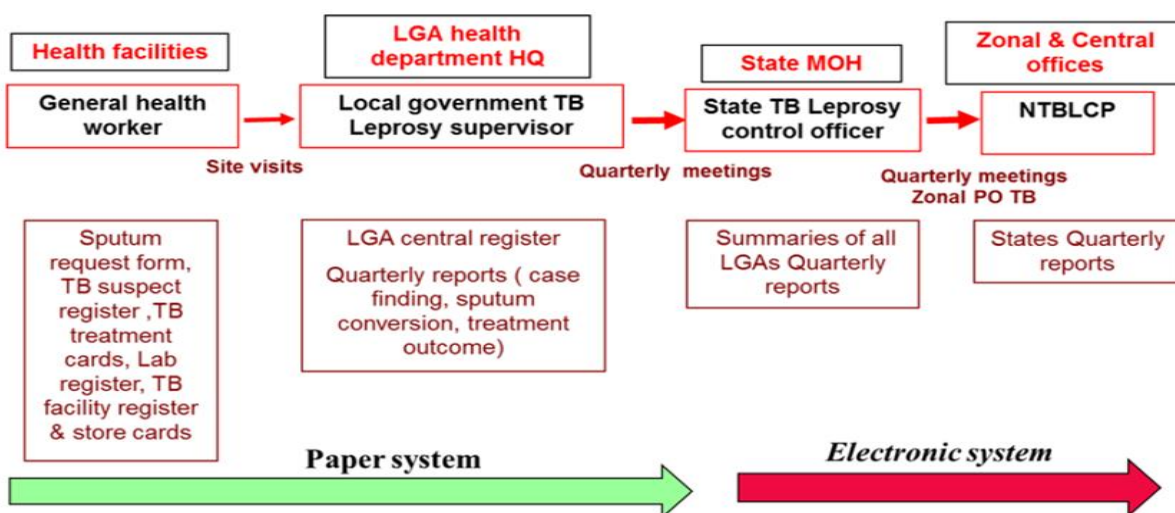 Health facilities
General health
worker
Site visits
Sputum
request form,
TB suspect
register ,TB
treatment
cards, Lab
register, TB
facility register
& store cards
LGA health
department HQ
Local government TB
Leprosy supervisor
Quarterly meetings
LGA central register
Quarterly reports ( case
finding, sputum
conversion, treatment
outcome)
State MOH
State TB Leprosy
control officer
Quarterly meetings
Zonal PO TB
Summaries of all
LGAs Quarterly
reports
Zonal & Central
offices
NTBLCP
States Quarterly
reports
Paper system
Electronic system